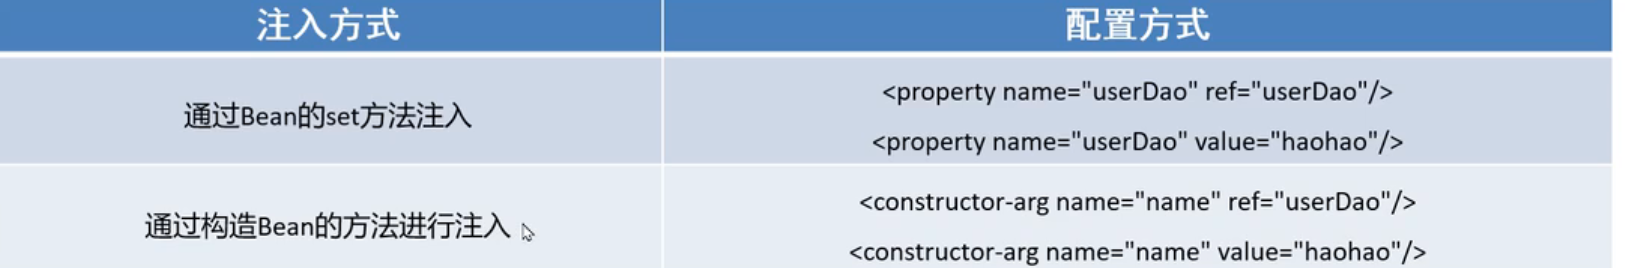 注入方式
配置方式
通过Bean的set方法注入
<property name="userDao" ref="userDao"/>
<property name="userDao" value="haohao"/>
通过构造Bean的方法进行注入
<constructor-arg name="name" ref="userDao"/>
<constructor-arg name="name" value="haohao"/>